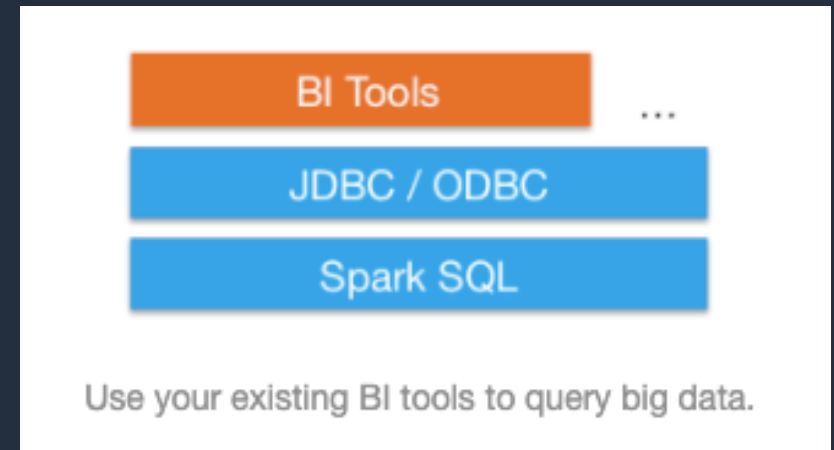 BI Tools
...
JDBC / ODBC
Spark SQL
Use your existing BI tools to query big data.